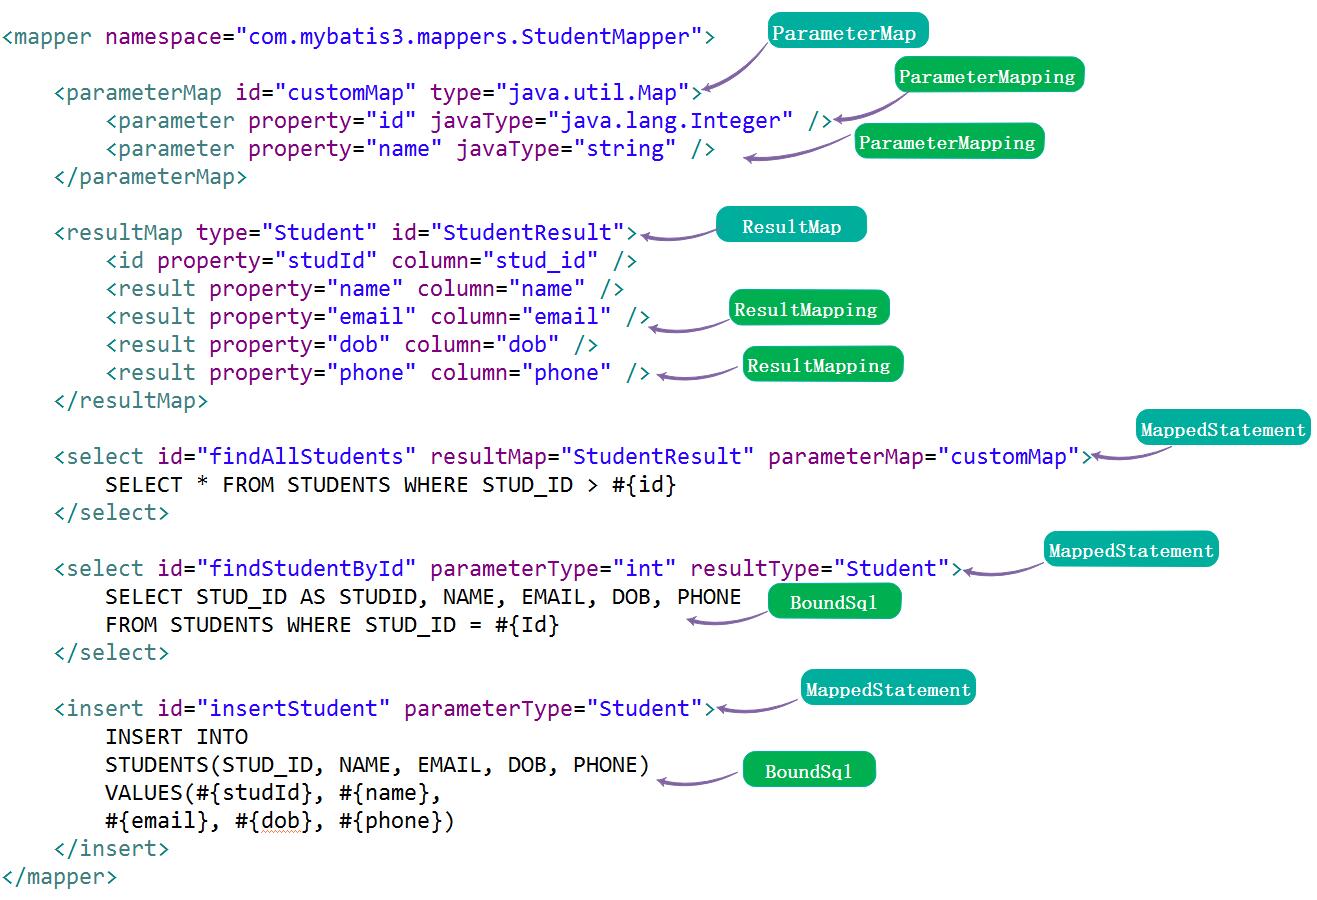 <mapper namespace="com.mybatis3.mappers.StudentMapper">
ParameterMap
ParameterMapping
<parameterMap id="customMap" type="java.util.Map">
<parameter property="id" javaType="java.lang.Integer" />
ParameterMapping
<parameter property="name" javaType="string" />
</parameterMap>
<resultMap type="Student" id="StudentResult">
ResultMap
<id property="studId" column="stud_id" />
<result property="name" column="name" />
<result property="email" column="email" />
ResultMapping
<result property="dob" column="dob" />
<result property="phone" column="phone" />
ResultMapping
</resultMap>
MappedStatement
<select id="findAllStudents" resultMap="StudentResult" parameterMap="customMap">
SELECT * FROM STUDENTS WHERE STUD_ID > #{id}
</select>
MappedStatement
<select id="findStudentById" parameterType="int" resultType="Student">
SELECT STUD_ID AS STUDID, NAME, EMAIL, DOB, PHONE
BoundSql
FROM STUDENTS WHERE STUD_ID = #{Id}
</select>
MappedStatement
<insert id="insertStudent" parameterType="Student">
INSERT INTO
STUDENTS(STUD_ID, NAME, EMAIL, DOB, PHONE)
BoundSql
VALUES(#{studId}, #{name},
#{email}, #{dob}, #{phone})
</insert>
</mapper>